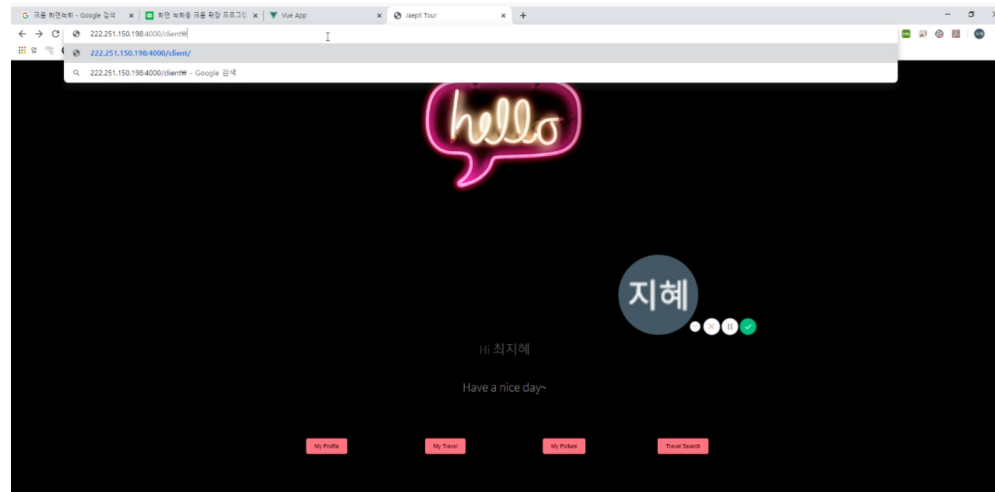 크롬 화면녹화 - Google 검색
화면 녹화용 크롬 확장 프로그램
Vue App
Jaepil Tour
222.251.150.198:4000/client₩
222.251.150.198:4000/client/
222.251.150.198:4000/client₩ - Google 검색
hello
지혜
Hi 최지혜
Have a nice day~
My Profile
My Travel
My Picture
Travel Search